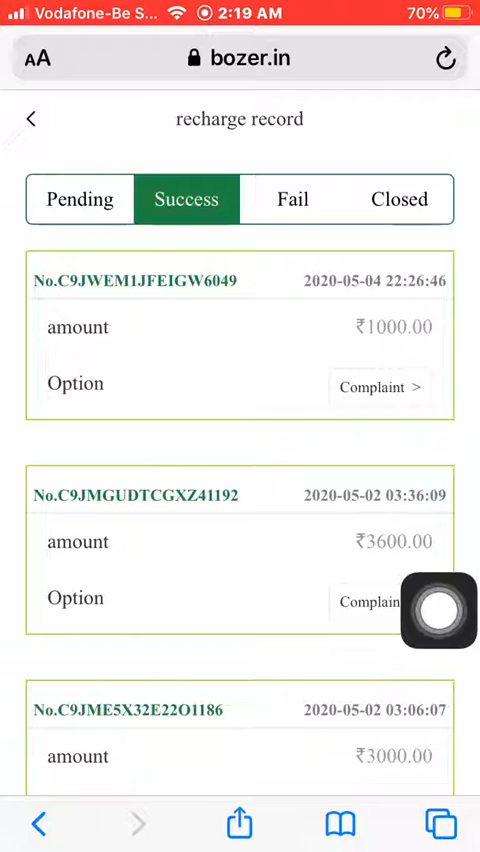 Vodafone-Be S... 2:19 AM 70%
AA bozer.in
recharge record
Pending Success Fail Closed
No.C9JWEM1JFEIGW6049 2020-05-04 22:26:46
amount ₹1000.00
Option Complaint >
No.C9JMGUDTCGXZ41192 2020-05-02 03:36:09
amount ₹3600.00
Option Complain
No.C9JME5X32E22O1186 2020-05-02 03:06:07
amount ₹3000.00